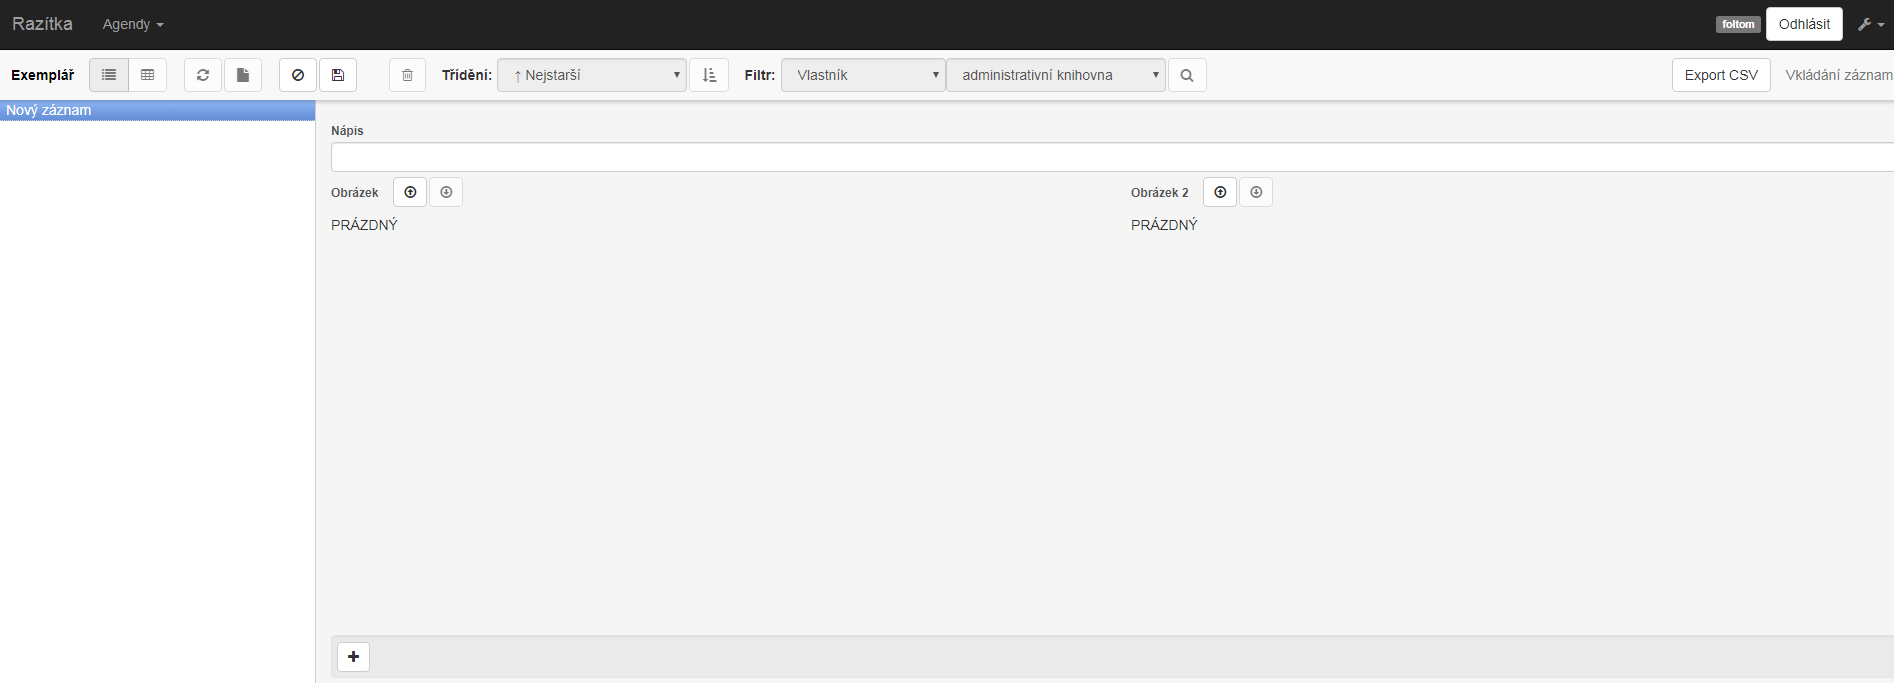 Razítka Agendy foltom Odhlásit
Exemplář Třídění: ↑ Nejstarší Filtr: Vlastník administrativní knihovna Export CSV Vkládání záznam
Nový záznam
Nápis
Obrázek Obrázek 2
PRÁZDNÝ PRÁZDNÝ